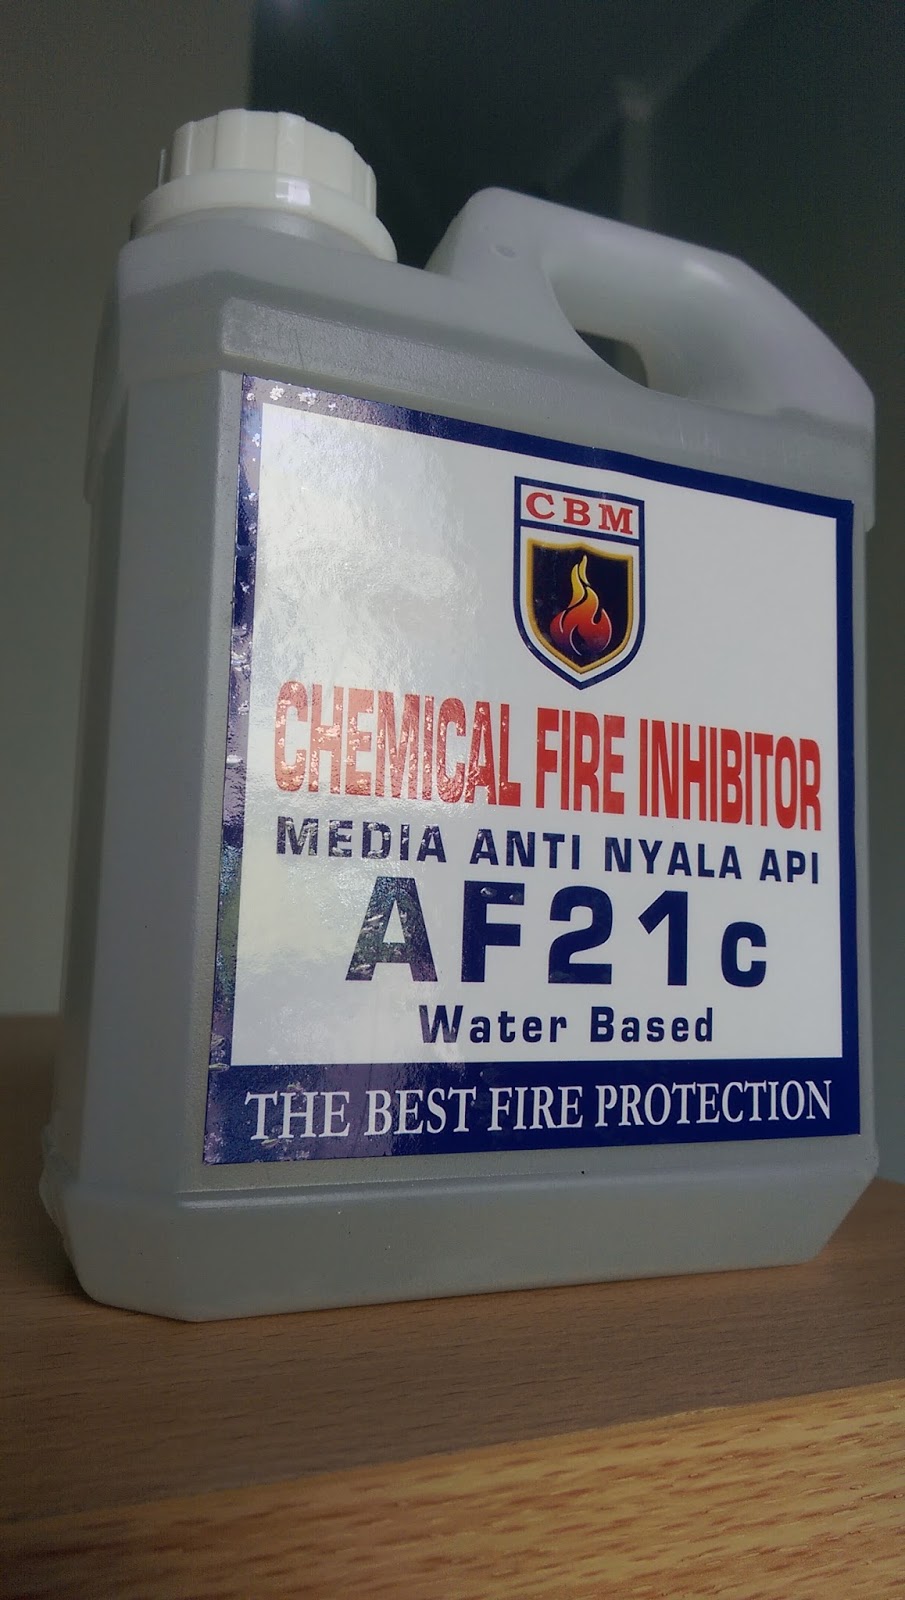 CBM
CHEMICAL FIRE INHIBITOR
MEDIA ANTI NYALA API
AF21c
Water Based
THE BEST FIRE PROTECTION